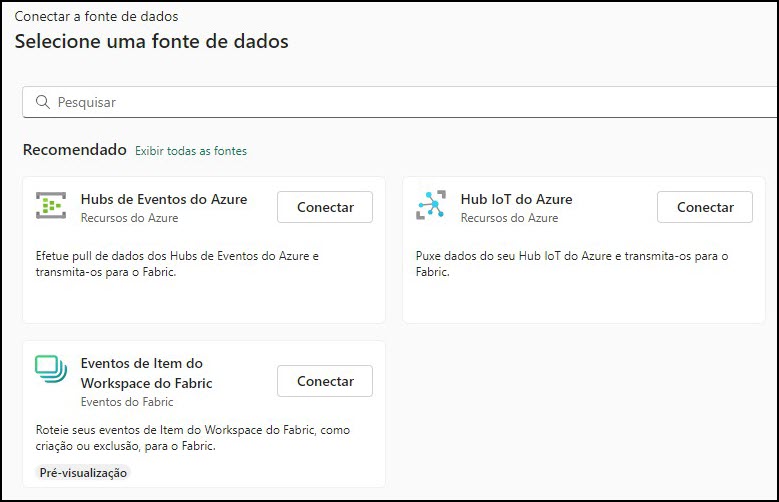 Conectar a fonte de dados
Selecione uma fonte de dados
Pesquisar
Recomendado Exibir todas as fontes
Hubs de Eventos do Azure
Recursos do Azure
Conectar
Efetue pull de dados dos Hubs de Eventos do Azure e
transmita-os para o Fabric.
Hub IoT do Azure
Recursos do Azure
Conectar
Puxe dados do seu Hub IoT do Azure e transmita-os para o
Fabric.
Eventos de Item do
Workspace do Fabric
Eventos do Fabric
Conectar
Roteie seus eventos de Item do Workspace do Fabric, como
criação ou exclusão, para o Fabric.
Pré-visualização